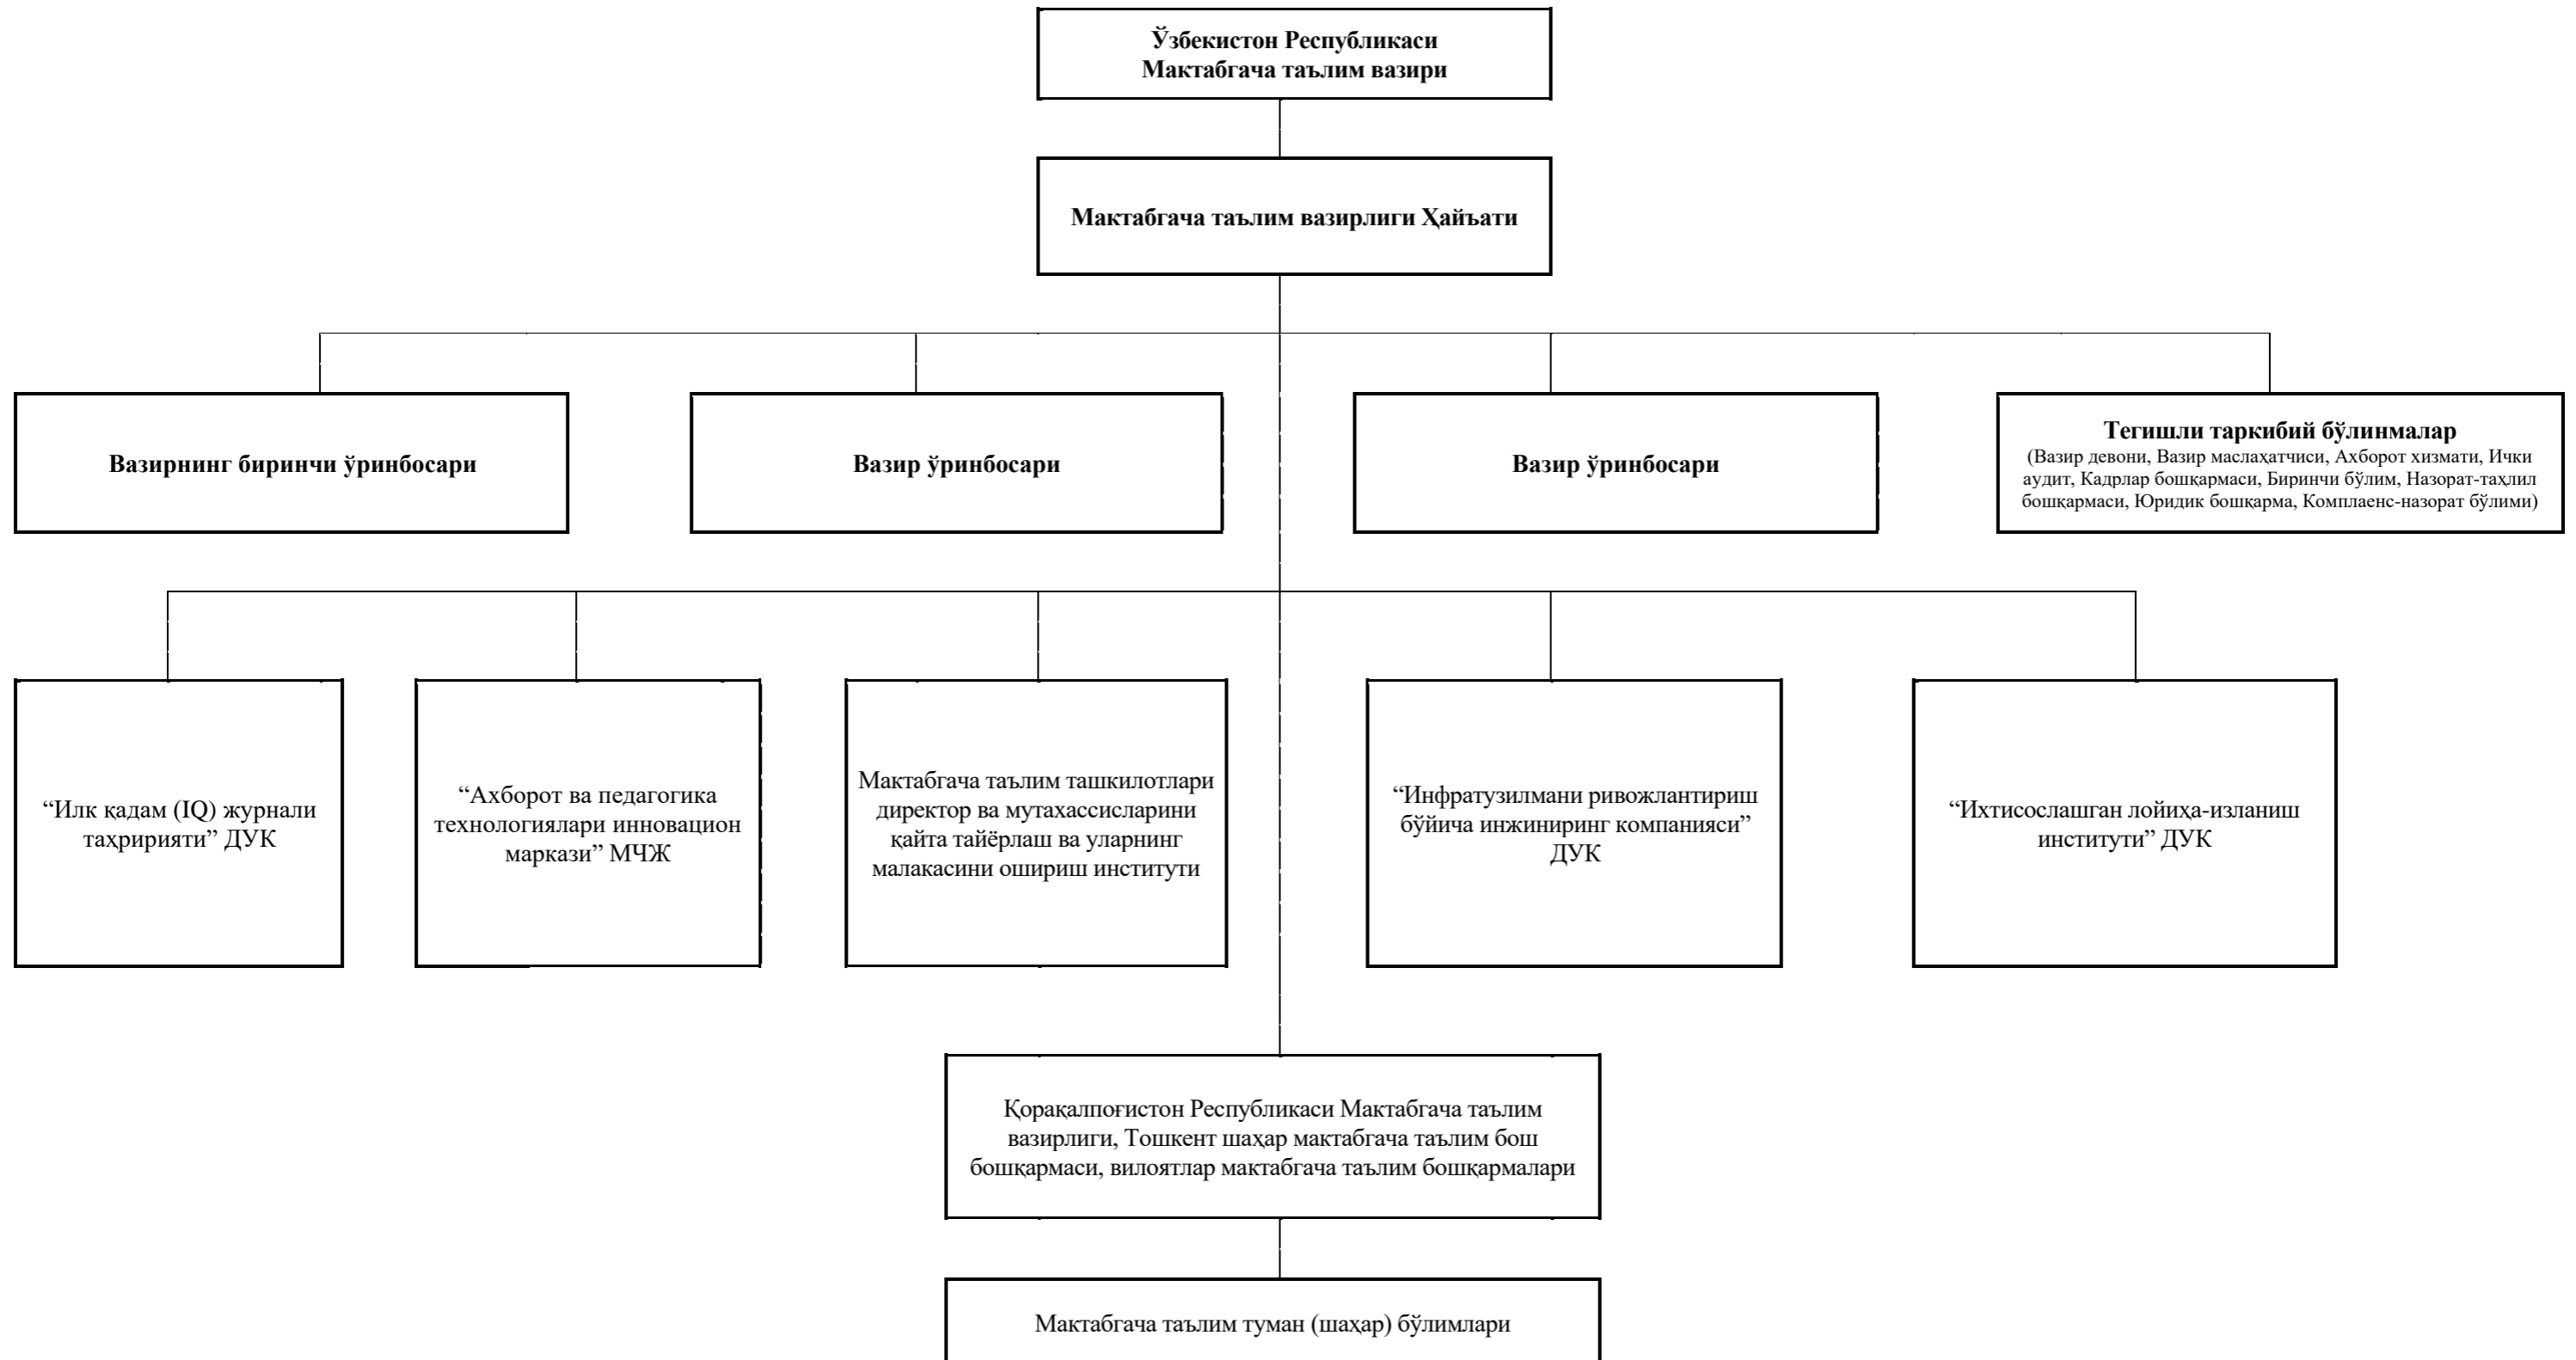 Ўзбекистон Республикаси
Мактабгача таълим вазири
Мактабгача таълим вазирлиги Ҳайъати
Вазирнинг биринчи ўринбосари
Вазир ўринбосари
Вазир ўринбосари
Тегишли таркибий бўлинмалар
(Вазир девони, Вазир маслаҳатчиси, Ахборот хизмати, Ички
аудит, Кадрлар бошқармаси, Биринчи бўлим, Назорат-таҳлил
бошқармаси, Юридик бошқарма, Комплаенс-назорат бўлими)
“Илк қадам (IQ) журнали
таҳририяти” ДУК
“Ахборот ва педагогика
технологиялари инновацион
маркази” МЧЖ
Мактабгача таълим ташкилотлари
директор ва мутахассисларини
қайта тайёрлаш ва уларнинг
малакасини ошириш институти
“Инфратузилмани ривожлантириш
бўйича инжиниринг компанияси”
ДУК
“Ихтисослашган лойиҳа-изланиш
институти” ДУК
Қорақалпоғистон Республикаси Мактабгача таълим
вазирлиги, Тошкент шаҳар мактабгача таълим бош
бошқармаси, вилоятлар мактабгача таълим бошқармалари
Мактабгача таълим туман (шаҳар) бўлимлари